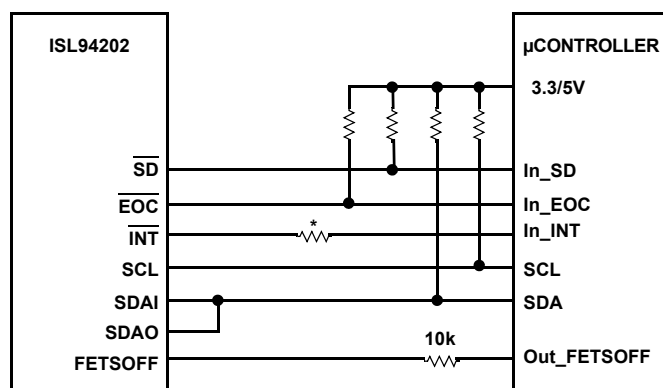 ISL94202
µCONTROLLER
3.3/5V
SD
In_SD
EOC
In_EOC
INT
*
In_INT
SCL
SCL
SDAI
SDA
SDAO
10k
FETSOFF
Out_FETSOFF